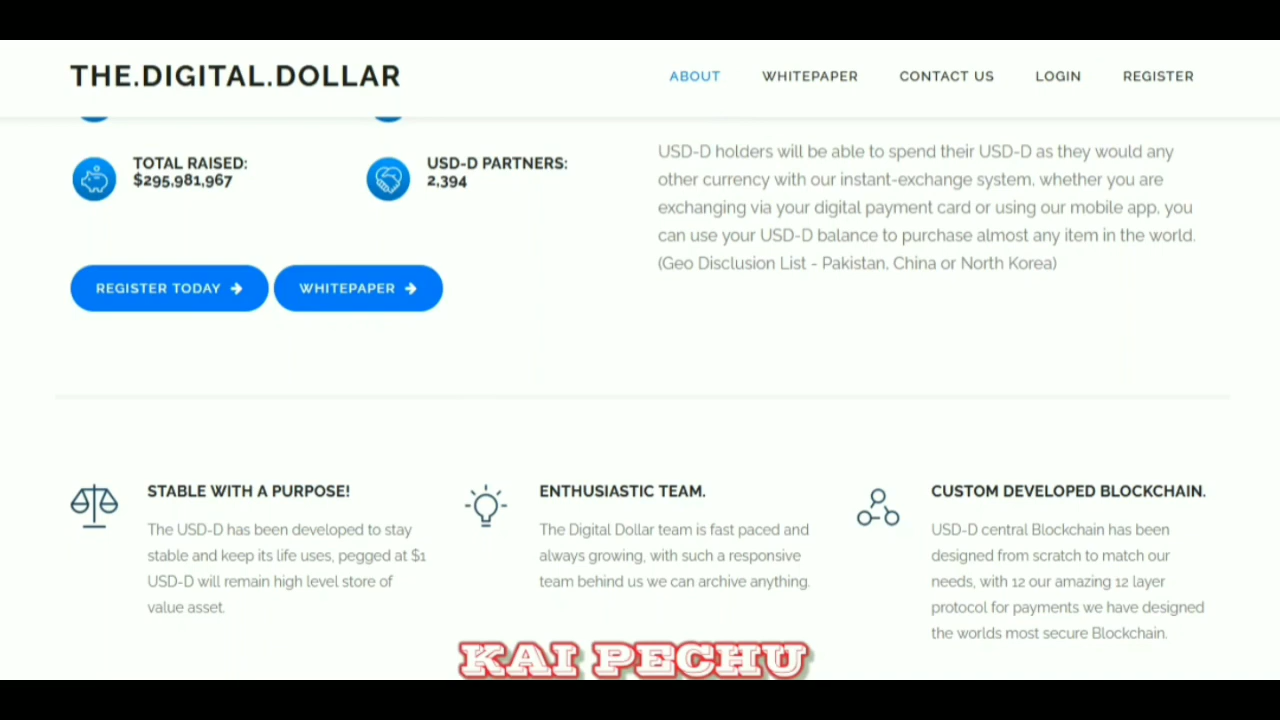 THE.DIGITAL.DOLLAR
ABOUT WHITEPAPER CONTACT US LOGIN REGISTER
TOTAL RAISED:
$295,981,967
USD-D PARTNERS:
2,394
REGISTER TODAY
WHITEPAPER
USD-D holders will be able to spend their USD-D as they would any
other currency with our instant-exchange system, whether you are
exchanging via your digital payment card or using our mobile app, you
can use your USD-D balance to purchase almost any item in the world.
(Geo Disclusion List - Pakistan, China or North Korea)
STABLE WITH A PURPOSE!
The USD-D has been developed to stay
stable and keep its life uses, pegged at $1
USD-D will remain high level store of
value asset.
ENTHUSIASTIC TEAM.
The Digital Dollar team is fast paced and
always growing, with such a responsive
team behind us we can archive anything.
CUSTOM DEVELOPED BLOCKCHAIN.
USD-D central Blockchain has been
designed from scratch to match our
needs, with 12 our amazing 12 layer
protocol for payments we have designed
the worlds most secure Blockchain.
KAI PECHU